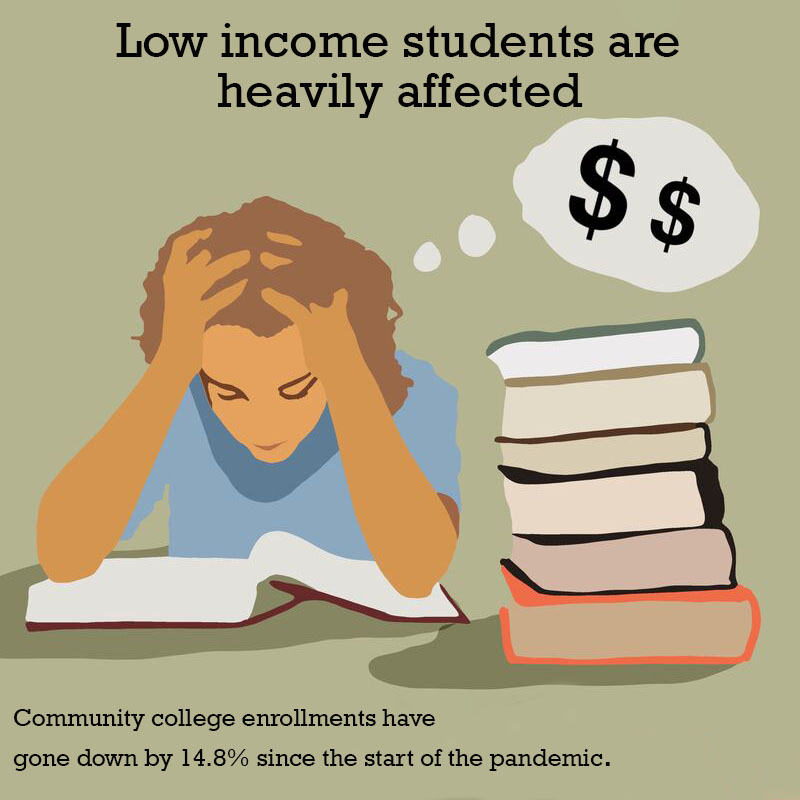 Low income students are
heavily affected
$ $
Community college enrollments have
gone down by 14.8% since the start of the pandemic.